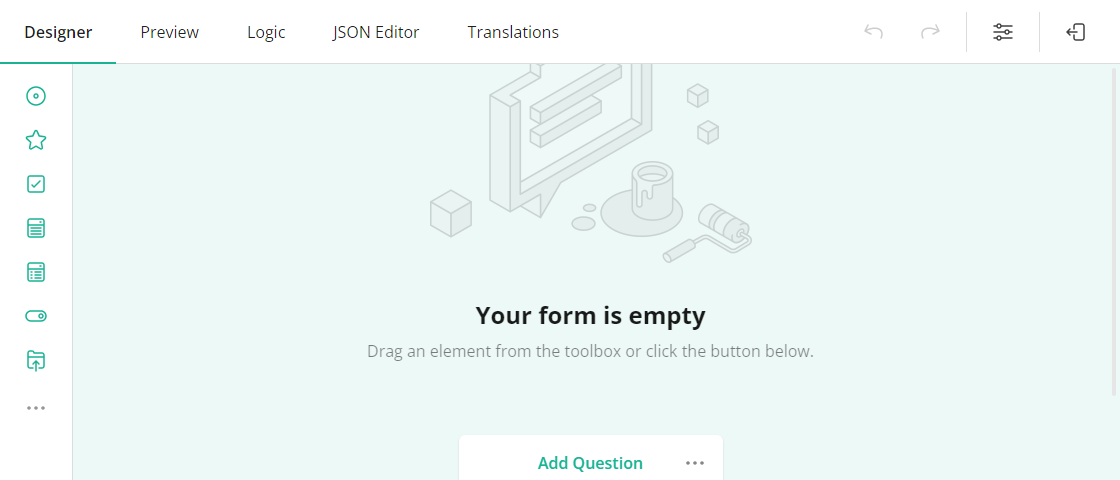 Designer Preview Logic JSON Editor Translations
Your form is empty
Drag an element from the toolbox or click the button below.
Add Question